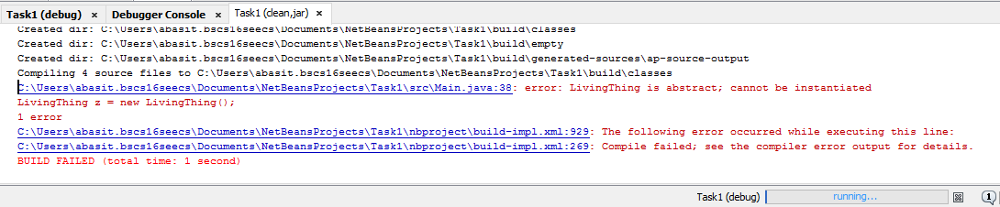 Task1 (debug) × Debugger Console × Task1 (clean,jar) ×
Created dir: C:\Users\abasit.bscs16seecs\Documents\NetBeansProjects\Task1\build\classes
Created dir: C:\Users\abasit.bscs16seecs\Documents\NetBeansProjects\Task1\build\empty
Created dir: C:\Users\abasit.bscs16seecs\Documents\NetBeansProjects\Task1\build\generated-sources\ap-source-output
Compiling 4 source files to C:\Users\abasit.bscs16seecs\Documents\NetBeansProjects\Task1\build\classes
C:\Users\abasit.bscs16seecs\Documents\NetBeansProjects\Task1\src\Main.java:38: error: LivingThing is abstract; cannot be instantiated
LivingThing z = new LivingThing();
1 error
C:\Users\abasit.bscs16seecs\Documents\NetBeansProjects\Task1\nbproject\build-impl.xml:929: The following error occurred while executing this line:
C:\Users\abasit.bscs16seecs\Documents\NetBeansProjects\Task1\nbproject\build-impl.xml:269: Compile failed; see the compiler error output for details.
BUILD FAILED (total time: 1 second)
Task1 (debug) running... 1